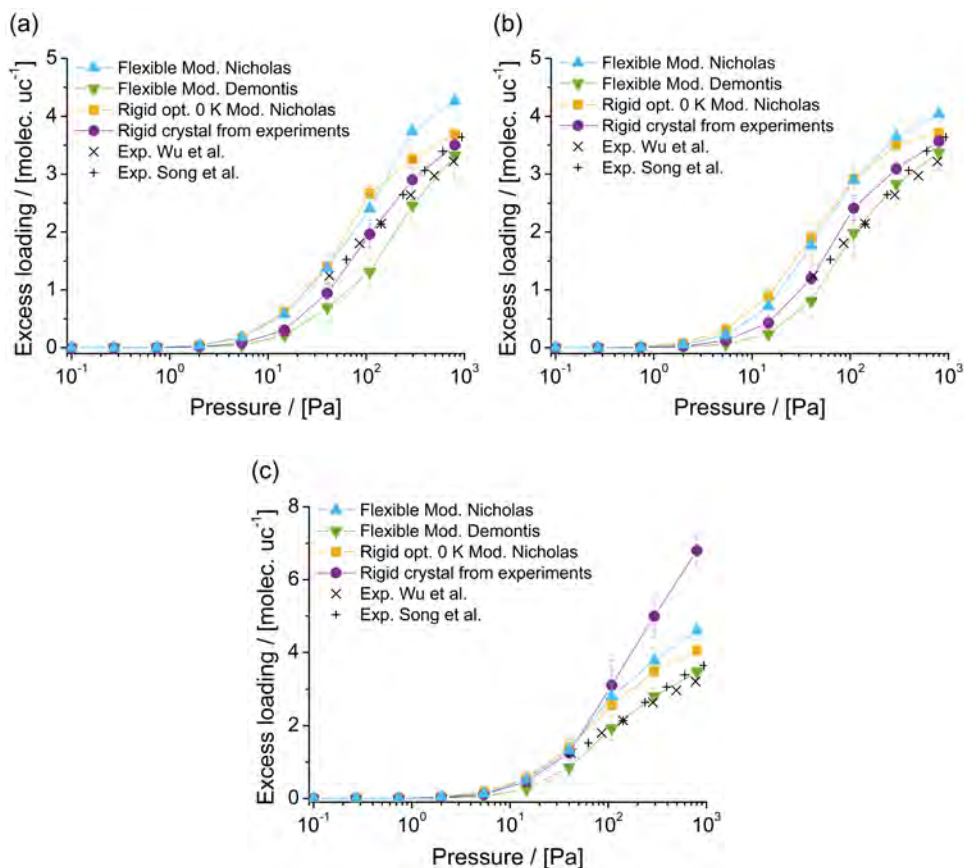 (a)
Excess loading / [molec. uc⁻¹]
5
4
3
2
1
0
Flexible Mod. Nicholas
Flexible Mod. Demontis
Rigid opt. 0 K Mod. Nicholas
Rigid crystal from experiments
Exp. Wu et al.
Exp. Song et al.
10⁻¹ 10⁰ 10¹ 10² 10³
Pressure / [Pa]
(b)
Excess loading / [molec. uc⁻¹]
5
4
3
2
1
0
Flexible Mod. Nicholas
Flexible Mod. Demontis
Rigid opt. 0 K Mod. Nicholas
Rigid crystal from experiments
Exp. Wu et al.
Exp. Song et al.
10⁻¹ 10⁰ 10¹ 10² 10³
Pressure / [Pa]
(c)
Excess loading / [molec. uc⁻¹]
8
6
4
2
0
Flexible Mod. Nicholas
Flexible Mod. Demontis
Rigid opt. 0 K Mod. Nicholas
Rigid crystal from experiments
Exp. Wu et al.
Exp. Song et al.
10⁻¹ 10⁰ 10¹ 10² 10³
Pressure / [Pa]